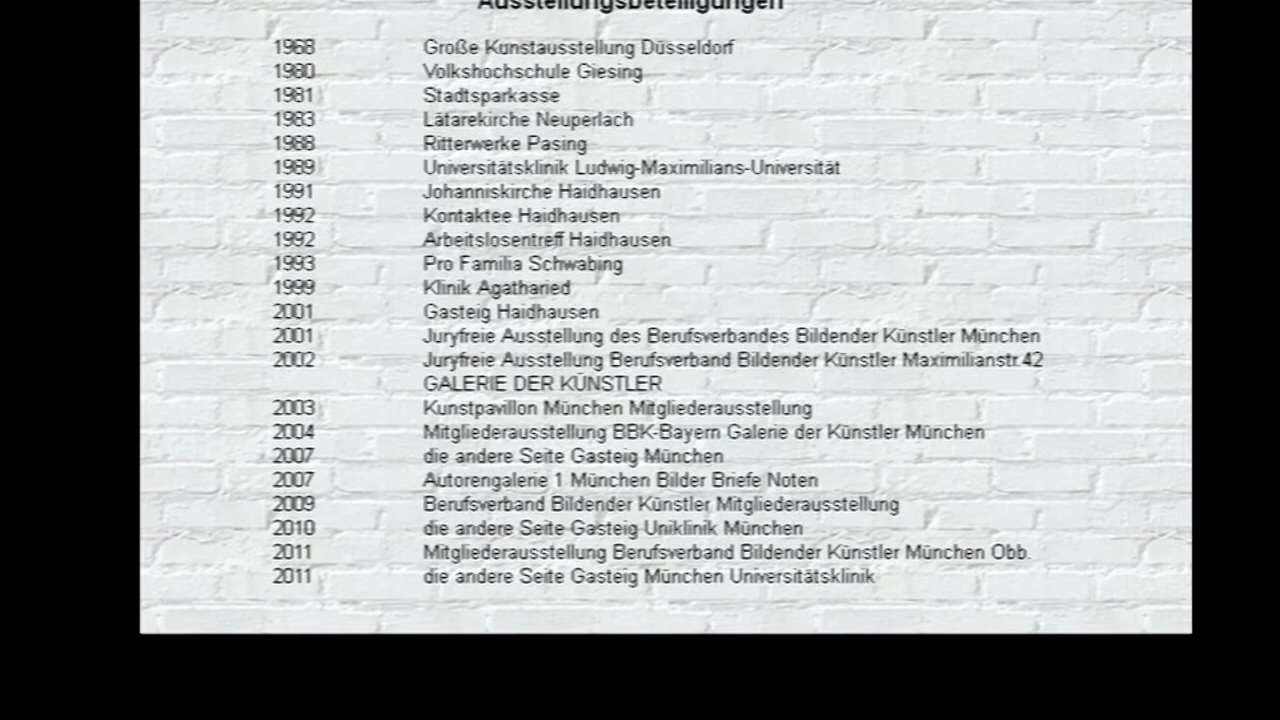 Ausstellungsbeteiligungen
1968 Große Kunstausstellung Düsseldorf
1980 Volkshochschule Giesing
1981 Stadtsparkasse
1983 Lätarekirche Neuperlach
1988 Ritterwerke Pasing
1989 Universitätsklinik Ludwig-Maximilians-Universität
1991 Johanniskirche Haidhausen
1992 Kontaktee Haidhausen
1992 Arbeitslosentreff Haidhausen
1993 Pro Familia Schwabing
1999 Klinik Agatharied
2001 Gasteig Haidhausen
2001 Juryfreie Ausstellung des Berufsverbandes Bildender Künstler München
2002 Juryfreie Ausstellung Berufsverband Bildender Künstler Maximilianstr.42
GALERIE DER KÜNSTLER
2003 Kunstpavillon München Mitgliederausstellung
2004 Mitgliederausstellung BBK-Bayern Galerie der Künstler München
2007 die andere Seite Gasteig München
2007 Autorengalerie 1 München Bilder Briefe Noten
2009 Berufsverband Bildender Künstler Mitgliederausstellung
2010 die andere Seite Gasteig Uniklinik München
2011 Mitgliederausstellung Berufsverband Bildender Künstler München Obb.
2011 die andere Seite Gasteig München Universitätsklinik